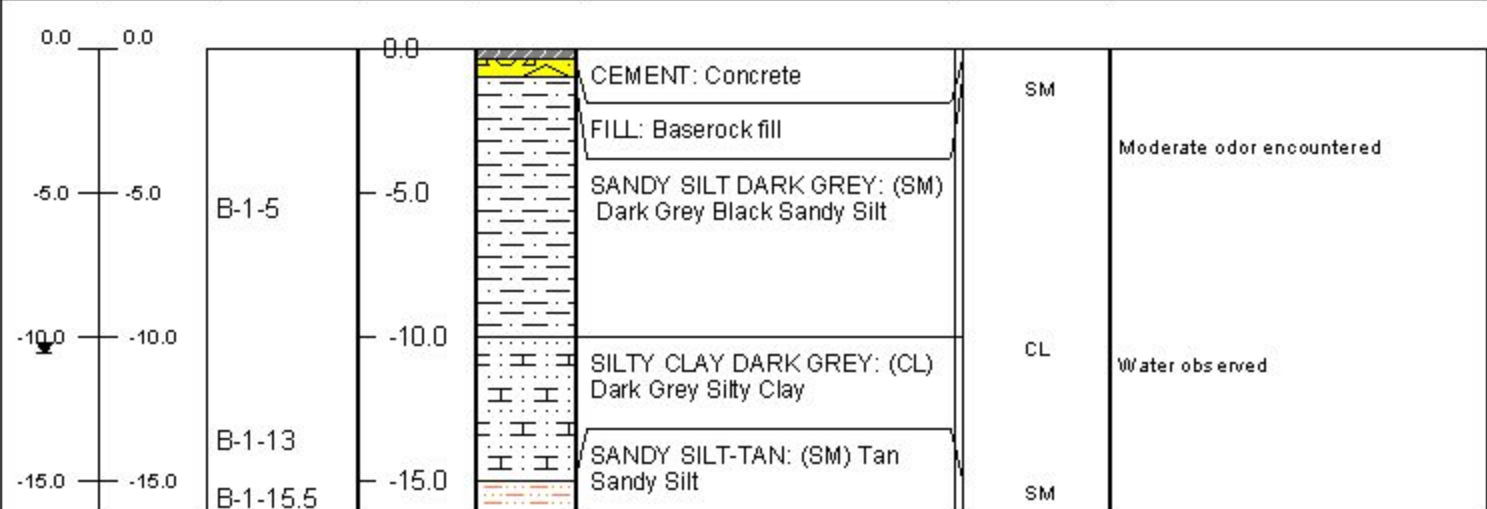 0.0 0.0 0.0
CEMENT: Concrete
SM
FILL: Baserock fill
Moderate odor encountered
-5.0 -5.0 B-1-5 -5.0
SANDY SILT DARK GREY: (SM)
Dark Grey Black Sandy Silt
-10.0 -10.0 -10.0
CL
SILTY CLAY DARK GREY: (CL)
Dark Grey Silty Clay
Water observed
B-1-13
SANDY SILT-TAN: (SM) Tan
Sandy Silt
-15.0 -15.0 -15.0
SM
B-1-15.5